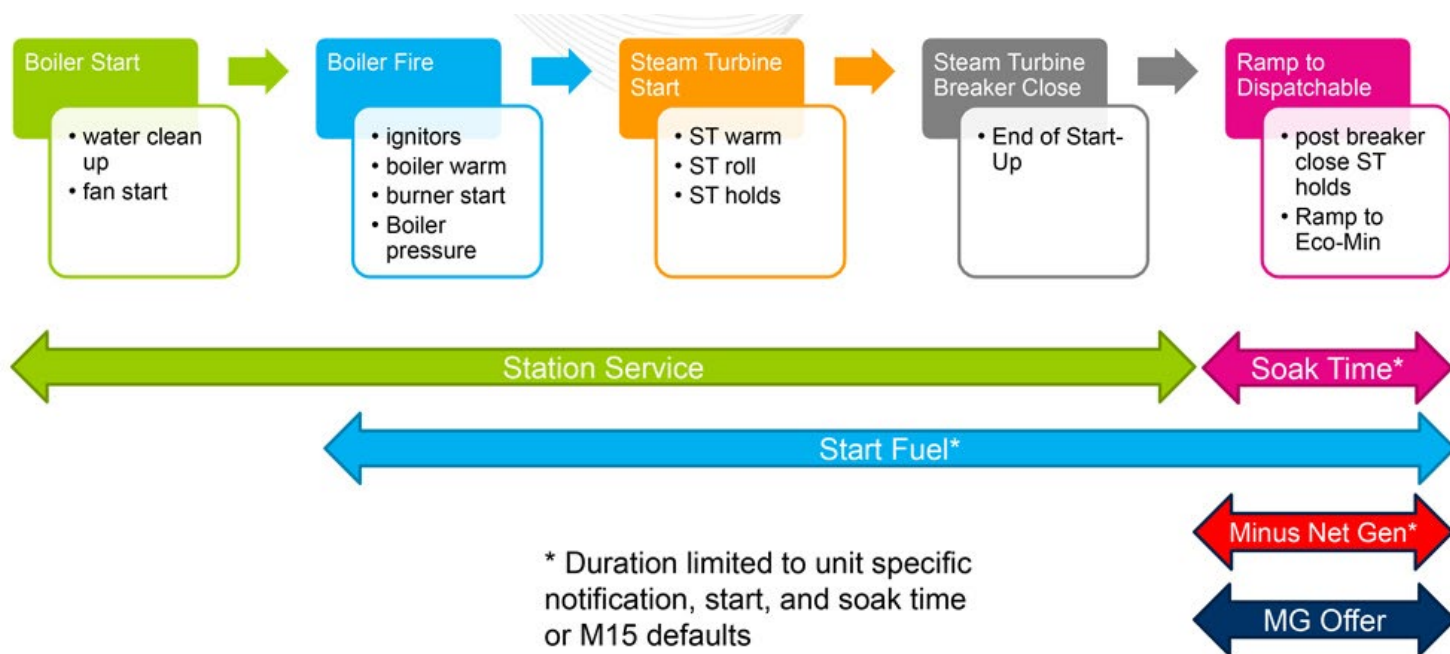 Boiler Start
• water clean
up
• fan start
Boiler Fire
• ignitors
• boiler warm
• burner start
• Boiler
pressure
Steam Turbine
Start
• ST warm
• ST roll
• ST holds
Steam Turbine
Breaker Close
• End of Start-
Up
Ramp to
Dispatchable
• post breaker
close ST
holds
• Ramp to
Eco-Min
Station Service
Soak Time*
Start Fuel*
Minus Net Gen*
MG Offer
* Duration limited to unit specific
notification, start, and soak time
or M15 defaults